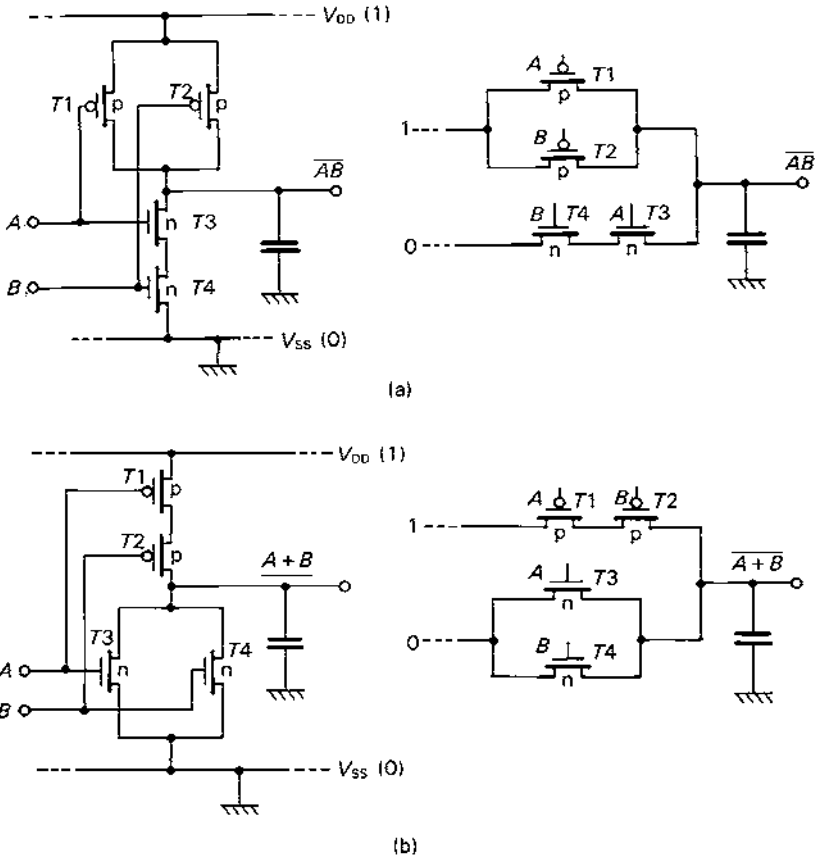 V_DD (1)
T1 p T2 p
A̅B̅
A n T3
B n T4
V_SS (0)
A T1
p
1
B T2
p
A̅B̅
B T4 A T3
0
n n
(a)
V_DD (1)
T1 p
T2 p
A + B
T3 T4
A n n
B
V_SS (0)
A T1 B T2
1
p p
A + B
A T3
n
0
B T4
n
(b)